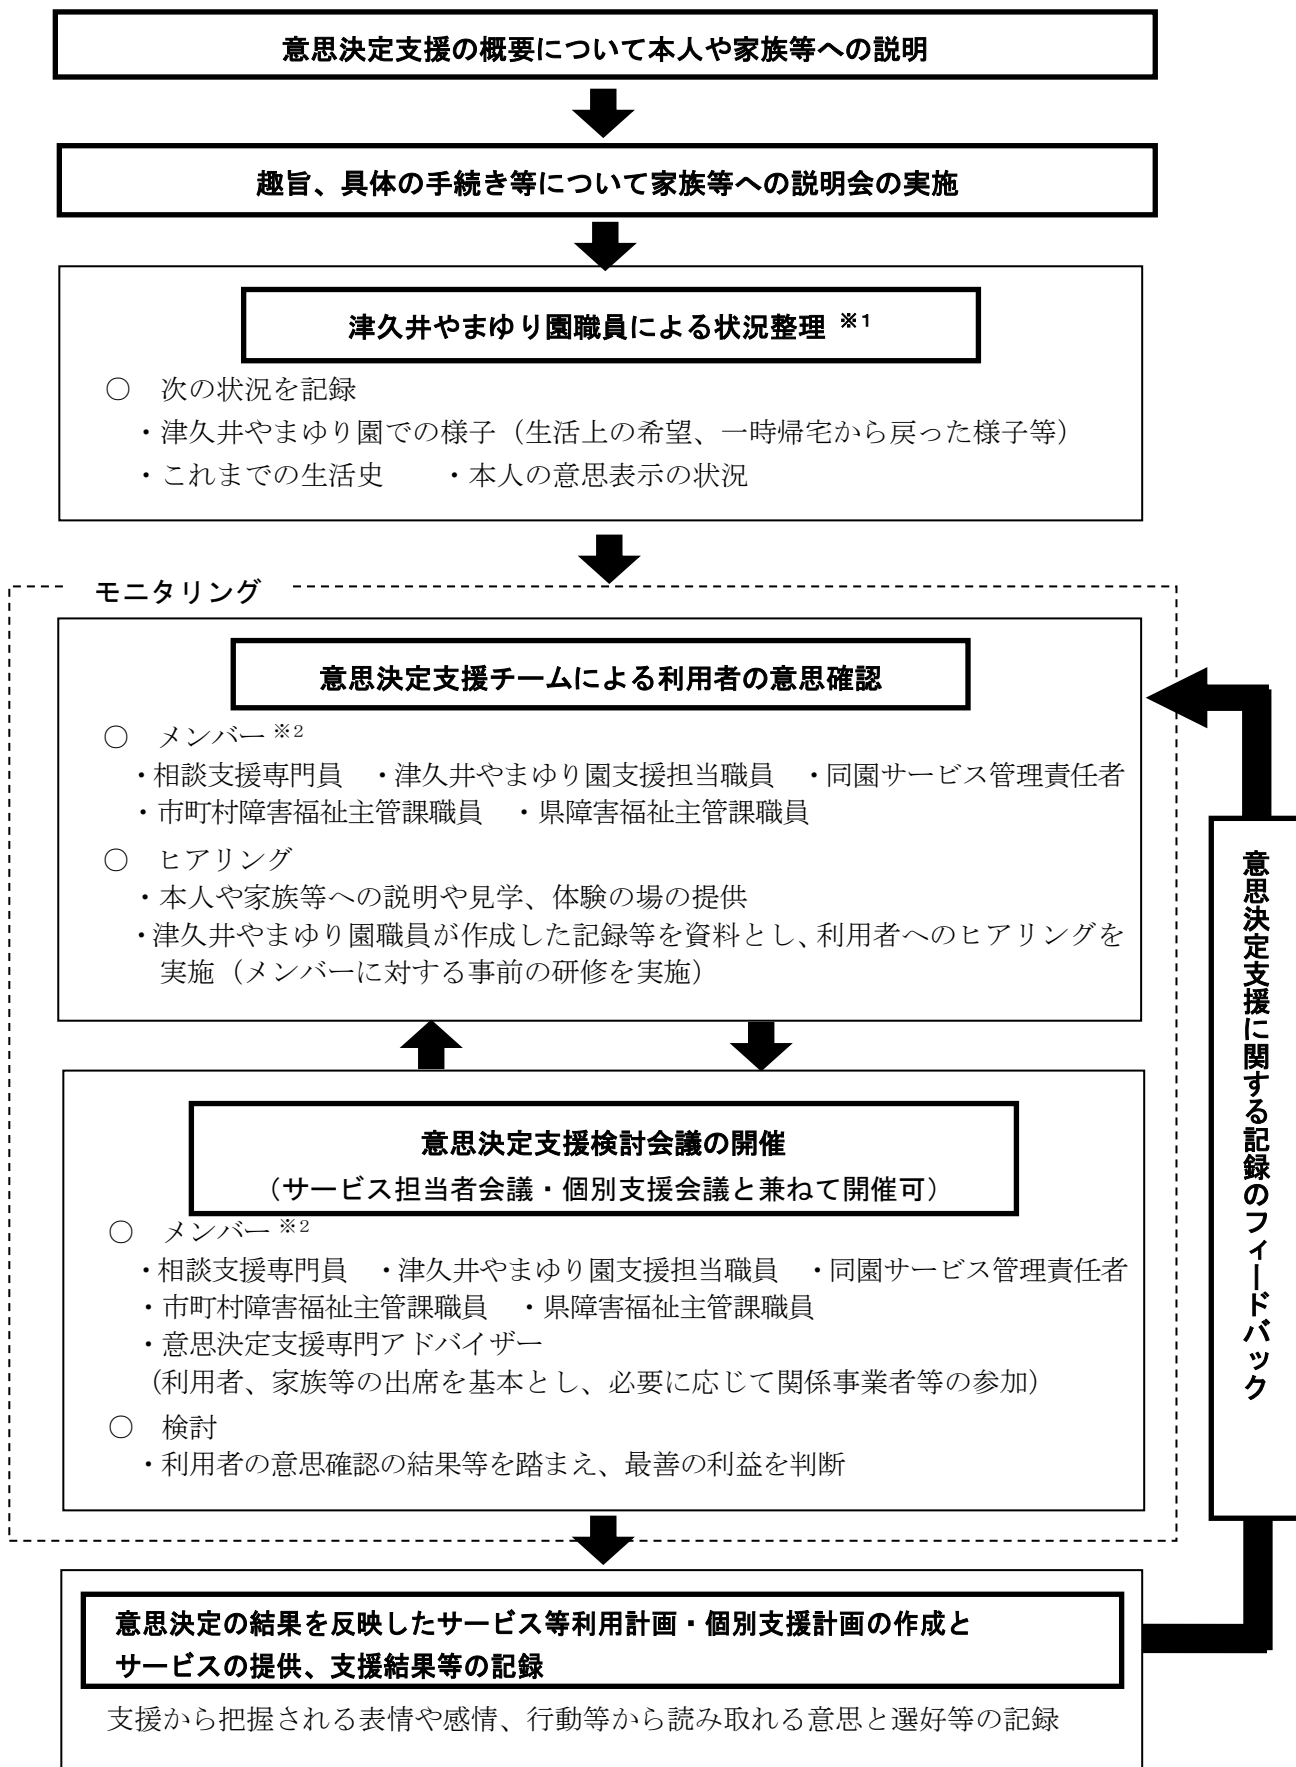 意思決定支援の概要について本人や家族等への説明
趣旨、具体の手続き等について家族等への説明会の実施
津久井やまゆり園職員による状況整理 ※1
○　次の状況を記録
・津久井やまゆり園での様子（生活上の希望、一時帰宅から戻った様子等）
・これまでの生活史　　・本人の意思表示の状況
モニタリング
意思決定支援チームによる利用者の意思確認
○　メンバー ※2
・相談支援専門員　・津久井やまゆり園支援担当職員　・同園サービス管理責任者
・市町村障害福祉主管課職員　・県障害福祉主管課職員
○　ヒアリング
・本人や家族等への説明や見学、体験の場の提供
・津久井やまゆり園職員が作成した記録等を資料とし、利用者へのヒアリングを
実施（メンバーに対する事前の研修を実施）
意思決定支援検討会議の開催
（サービス担当者会議・個別支援会議と兼ねて開催可）
○　メンバー ※2
・相談支援専門員　・津久井やまゆり園支援担当職員　・同園サービス管理責任者
・市町村障害福祉主管課職員　・県障害福祉主管課職員
・意思決定支援専門アドバイザー
（利用者、家族等の出席を基本とし、必要に応じて関係事業者等の参加）
○　検討
・利用者の意思確認の結果等を踏まえ、最善の利益を判断
意思決定の結果を反映したサービス等利用計画・個別支援計画の作成と
サービスの提供、支援結果等の記録
支援から把握される表情や感情、行動等から読み取れる意思と選好等の記録
意思決定支援に関する記録のフィードバック